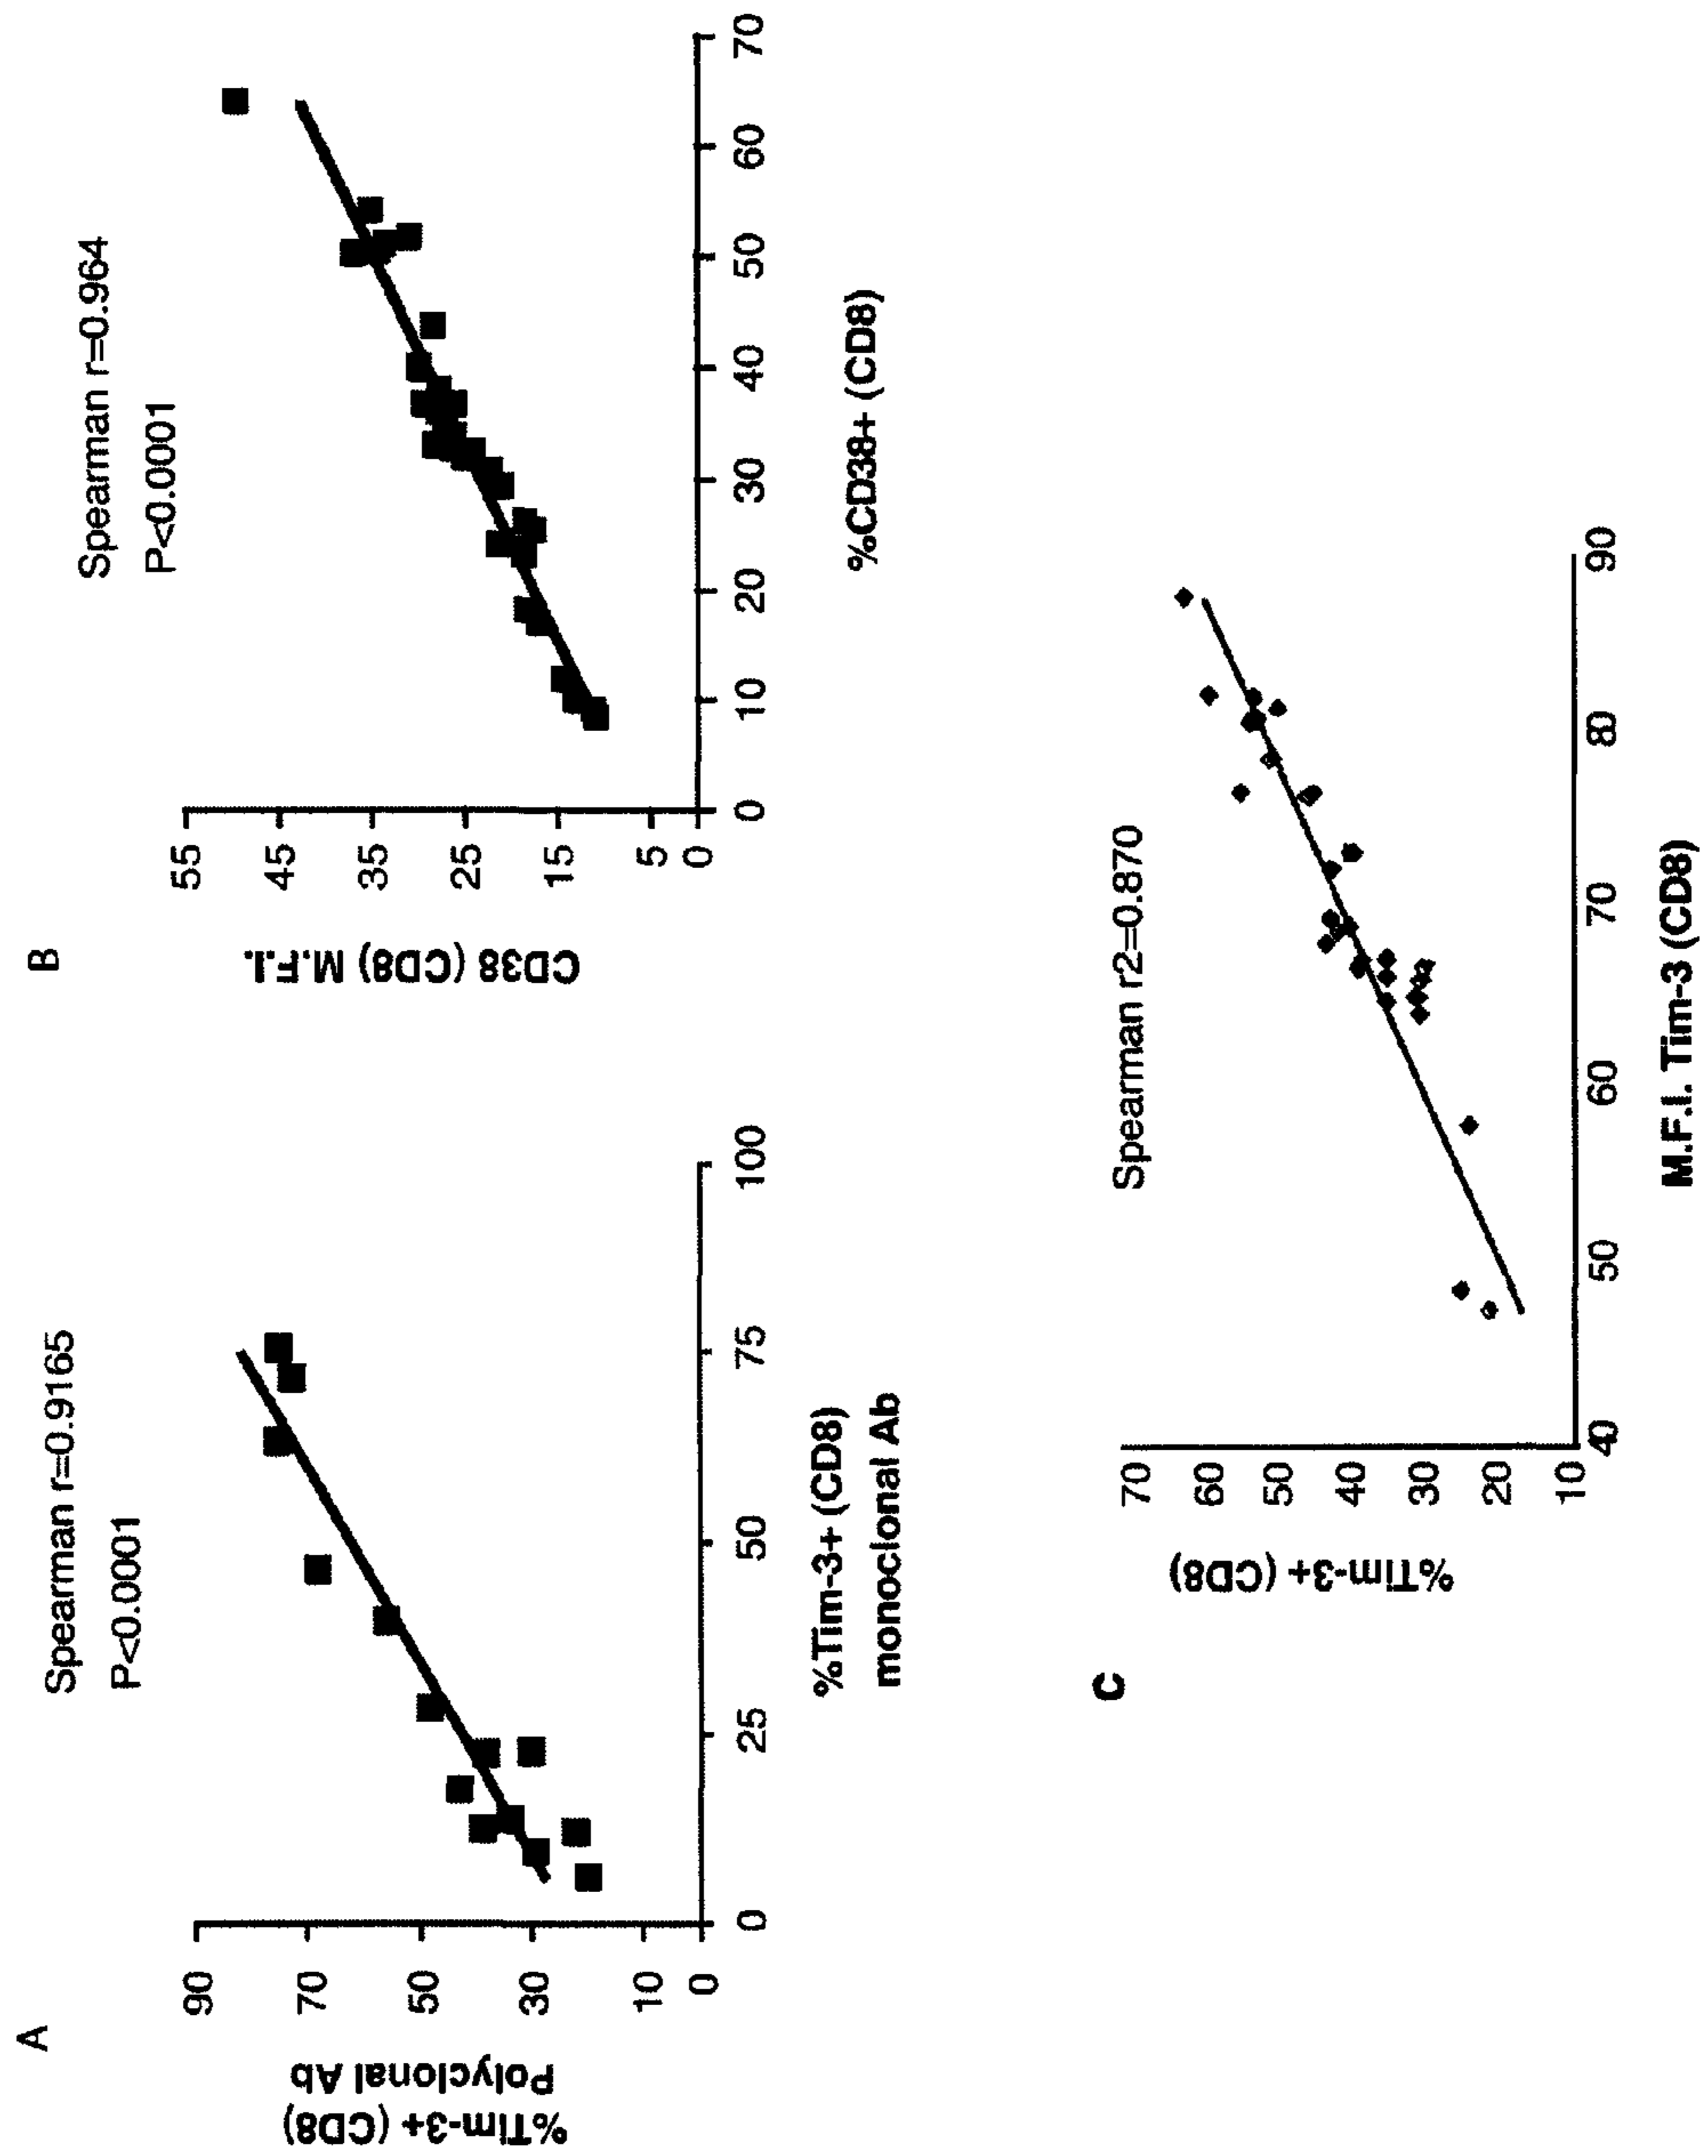 A
Spearman r=0.9165
P<0.0001
%Tim-3+ (CD8)
Polyclonal Ab
90
70
50
30
10
0
0
25
50
75
100
%Tim-3+ (CD8)
monoclonal Ab
B
Spearman r=0.964
P<0.0001
CD38 (CD8) M.F.I.
55
45
35
25
15
5
0
0
10
20
30
40
50
60
70
%CD38+ (CD8)
C
Spearman r2=0.870
%Tim-3+ (CD8)
70
60
50
40
30
20
10
40
50
60
70
80
90
M.F.I. Tim-3 (CD8)